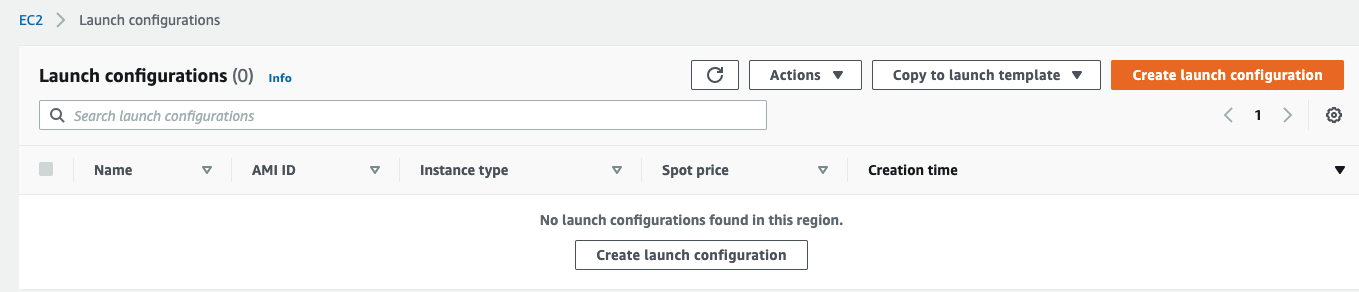 EC2 Launch configurations
Launch configurations (0) Info Actions Copy to launch template Create launch configuration
Search launch configurations 1
Name AMI ID Instance type Spot price Creation time
No launch configurations found in this region.
Create launch configuration